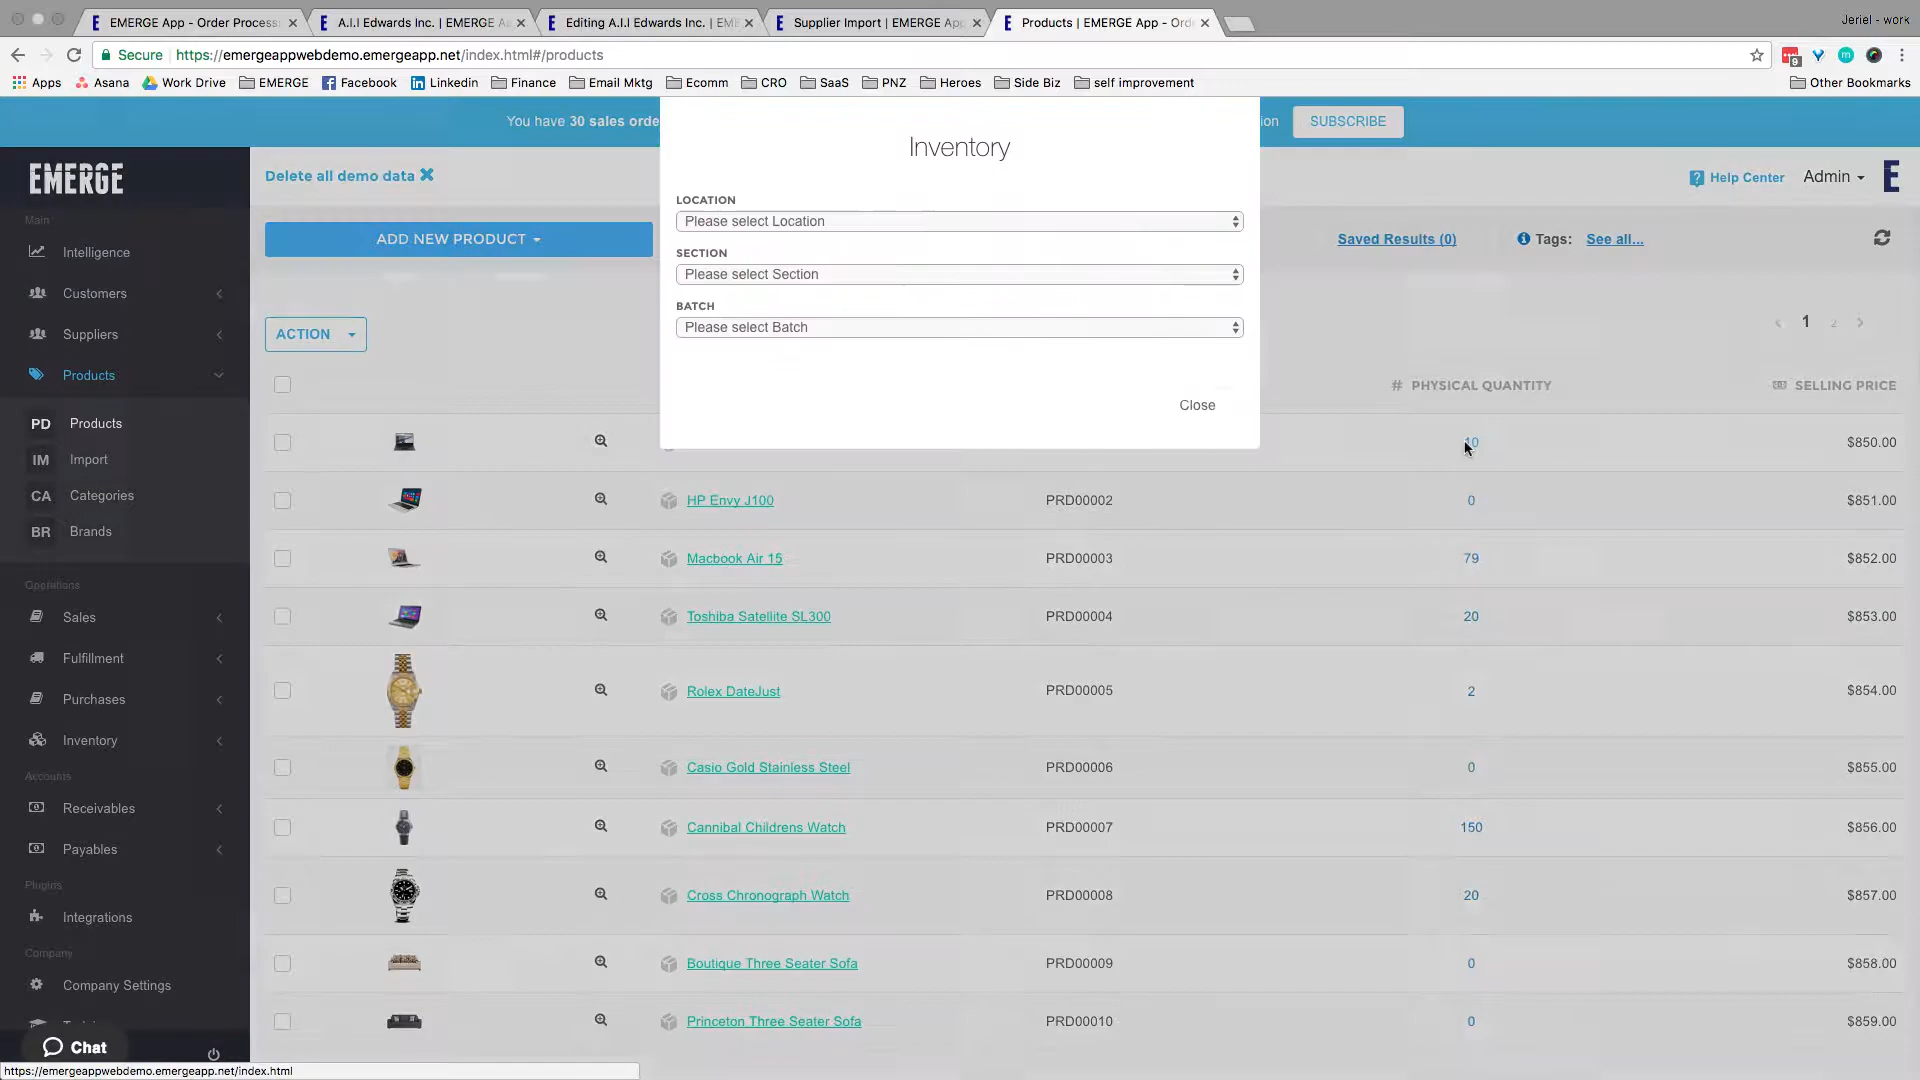 EMERGE App - Order Process
A.I.I Edwards Inc. | EMERGE Ap
Editing A.I.I Edwards Inc. | EME
Supplier Import | EMERGE App
Products | EMERGE App - Orde
Jeriel - work
Secure
https://emergeappwebdemo.emergeapp.net/index.html#/products
9
Apps
Asana
Work Drive
EMERGE
Facebook
Linkedin
Finance
Email Mktg
Ecomm
CRO
SaaS
PNZ
Heroes
Side Biz
self improvement
Other Bookmarks
You have 30 sales orde
ion
SUBSCRIBE
EMERGE
Delete all demo data
Help Center
Admin
ADD NEW PRODUCT
Saved Results (0)
Tags: See all...
ACTION
1 2
Inventory
LOCATION
Please select Location
SECTION
Please select Section
BATCH
Please select Batch
Close
Main
Intelligence
Customers
Suppliers
Products
PD Products
IM Import
CA Categories
BR Brands
Operations
Sales
Fulfillment
Purchases
Inventory
Accounts
Receivables
Payables
Plugins
Integrations
Company
Company Settings
Chat
# PHYSICAL QUANTITY
SELLING PRICE
10 $850.00
HP Envy J100 PRD00002 0 $851.00
Macbook Air 15 PRD00003 79 $852.00
Toshiba Satellite SL300 PRD00004 20 $853.00
Rolex DateJust PRD00005 2 $854.00
Casio Gold Stainless Steel PRD00006 0 $855.00
Cannibal Childrens Watch PRD00007 150 $856.00
Cross Chronograph Watch PRD00008 20 $857.00
Boutique Three Seater Sofa PRD00009 0 $858.00
Princeton Three Seater Sofa PRD00010 0 $859.00
https://emergeappwebdemo.emergeapp.net/index.html